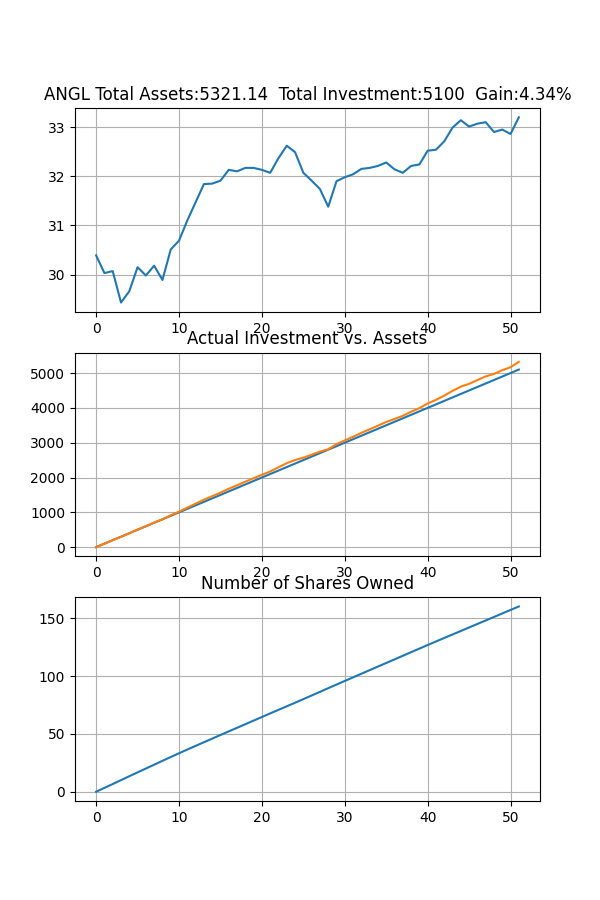 ANGL Total Assets:5321.14  Total Investment:5100  Gain:4.34%
33
32
31
30
0 10 20 30 40 50
Actual Investment vs. Assets
5000
4000
3000
2000
1000
0
0 10 20 30 40 50
Number of Shares Owned
150
100
50
0
0 10 20 30 40 50